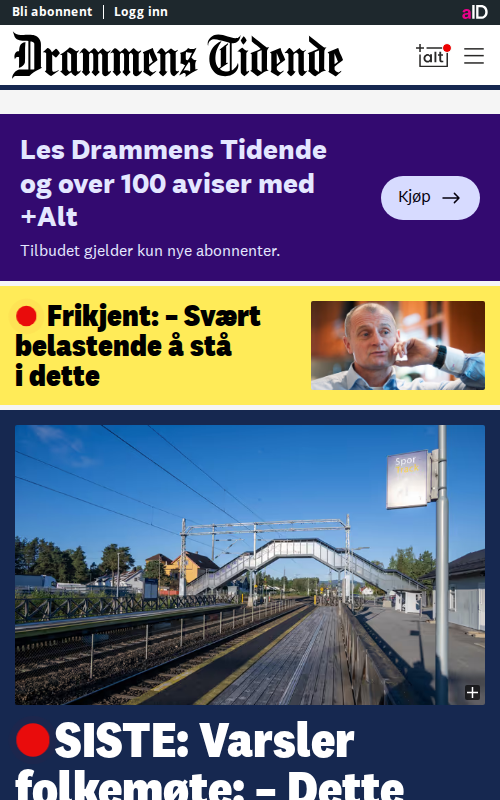 Bli abonnent | Logg inn
aID
Drammens Tidende
+alt
Les Drammens Tidende
og over 100 aviser med
+Alt
Kjøp →
Tilbudet gjelder kun nye abonnenter.
Frikjent: – Svært
belastende å stå
i dette
Spor
SISTE: Varsler
folkemøte: – Dette